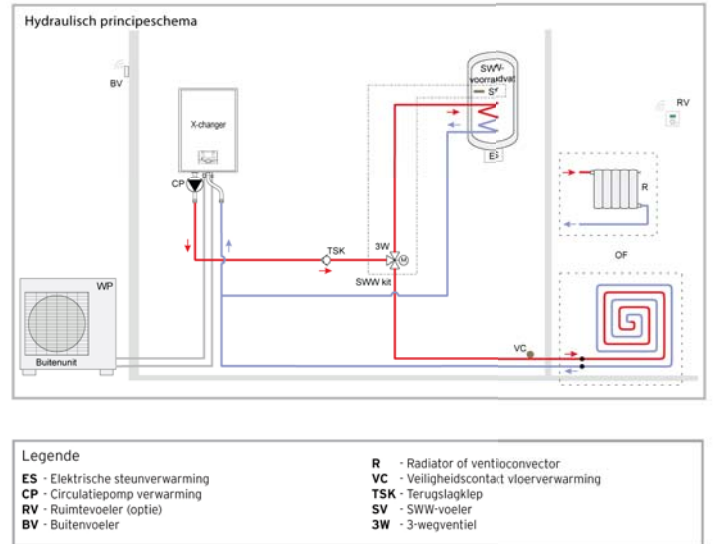 Hydraulisch principeschema
BV
X-changer
CP
SWW-
voorraadvat
ES
RV
R
OF
TSK
3W
M
SWW kit
WP
Buitenunit
VC
Legende
ES - Elektrische steunverwarming
CP - Circulatiepomp verwarming
RV - Ruimtevoeler (optie)
BV - Buitenvoeler
R - Radiator of ventioconvector
VC - Veiligheidscontact vloerverwarming
TSK - Terugslagklep
SV - SWW-voeler
3W - 3-wegventiel